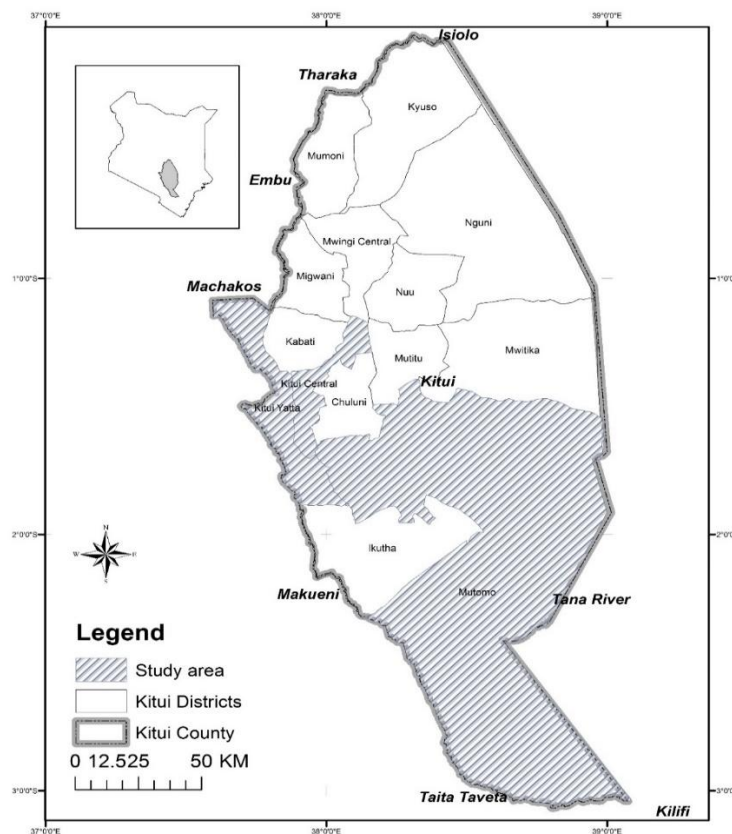 37°0'0"E 38°0'0"E 39°0'0"E
Isiolo
Tharaka
Kyuso
Mumoni
Embu
Nguni
Mwingi Central
1°0'0"S 1°0'0"S
Migwani
Nuu
Machakos
Kabati
Mutitu
Mwitika
Kitui Central
Kitui
Chuluni
Kitui Yatta
N
W E
S
2°0'0"S 2°0'0"S
Ikutha
Makueni
Mutomo
Tana River
Legend
Study area
Kitui Districts
Kitui County
0 12.525 50 KM
3°0'0"S 3°0'0"S
Taita Taveta
Kilifi
37°0'0"E 38°0'0"E 39°0'0"E